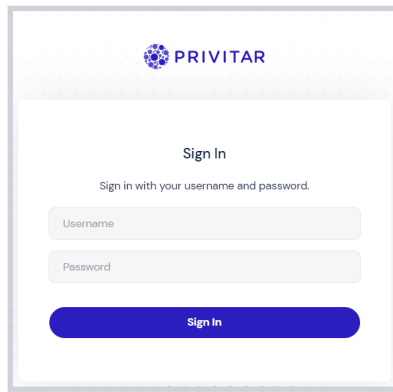 PRIVITAR
Sign In
Sign in with your username and password.
Username
Password
Sign In